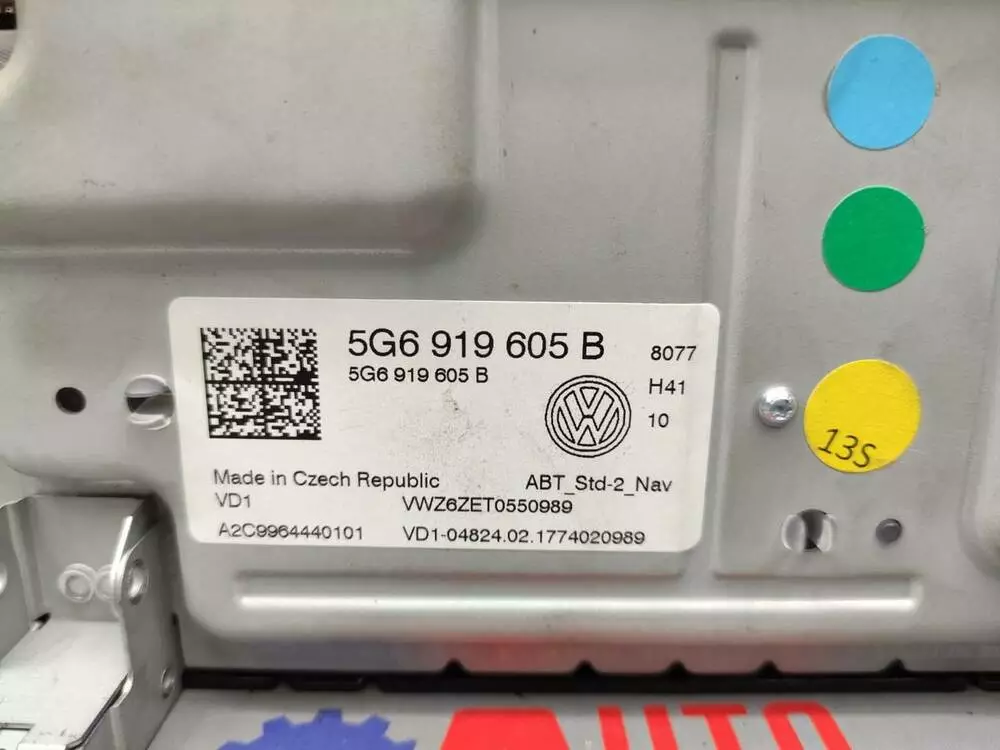 5G6 919 605 B
8077
5G6 919 605 B
H41
10
Made in Czech Republic
ABT_Std-2_Nav
VD1
VWZ6ZET0550989
A2C9964440101
VD1-04824.02.1774020989
13S
AUTO